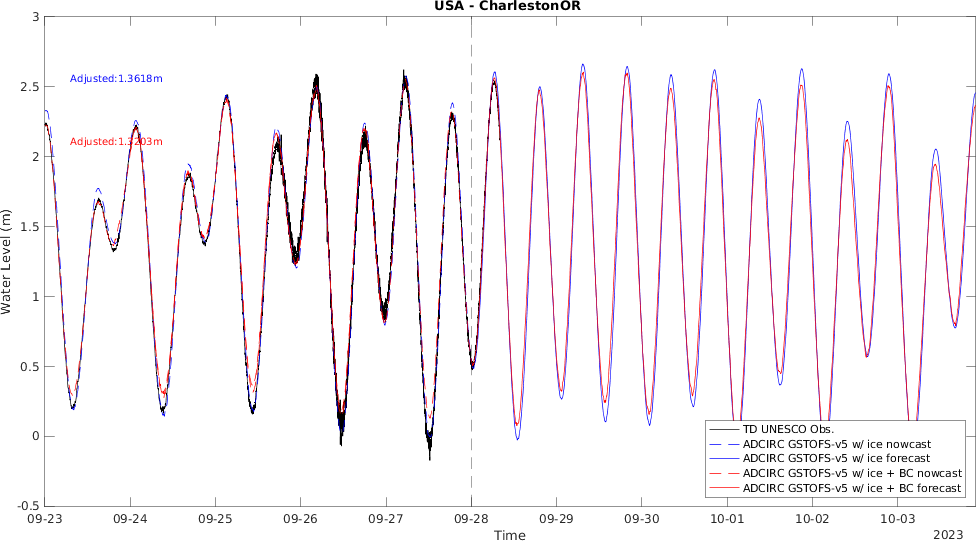 USA - CharlestonOR
3
2.5
2
1.5
1
0.5
0
-0.5
Water Level (m)
Adjusted:1.3618m
Adjusted:1.3203m
TD UNESCO Obs.
ADCIRC GSTOFS-v5 w/ ice nowcast
ADCIRC GSTOFS-v5 w/ ice forecast
ADCIRC GSTOFS-v5 w/ ice + BC nowcast
ADCIRC GSTOFS-v5 w/ ice + BC forecast
09-23 09-24 09-25 09-26 09-27 09-28 09-29 09-30 10-01 10-02 10-03
Time
2023